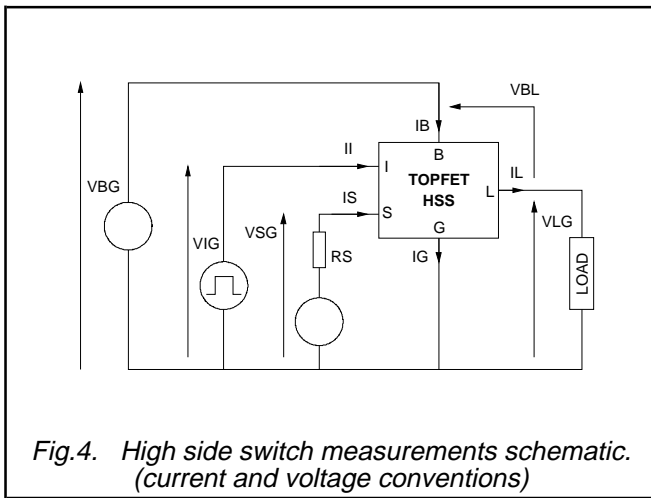 VBL
IB
B
II
I
TOPFET
HSS
IL
L
VBG
IS
S
VSG
VLG
VIG
RS
G
IG
LOAD
Fig.4. High side switch measurements schematic.
(current and voltage conventions)